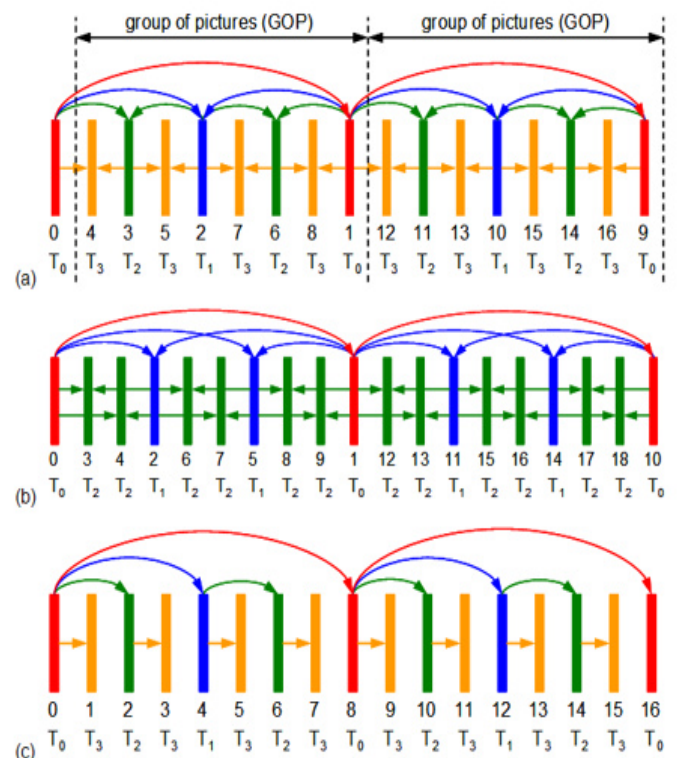 group of pictures (GOP) group of pictures (GOP)
0 4 3 5 2 7 6 8 1 12 11 13 10 15 14 16 9
(a) T0 T3 T2 T3 T1 T3 T2 T3 T0 T3 T2 T3 T1 T3 T2 T3 T0
0 3 4 2 6 7 5 8 9 1 12 13 11 15 16 14 17 18 10
(b) T0 T2 T2 T1 T2 T2 T1 T2 T2 T0 T2 T2 T1 T2 T2 T1 T2 T2 T0
0 1 2 3 4 5 6 7 8 9 10 11 12 13 14 15 16
(c) T0 T3 T2 T3 T1 T3 T2 T3 T0 T3 T2 T3 T1 T3 T2 T3 T0